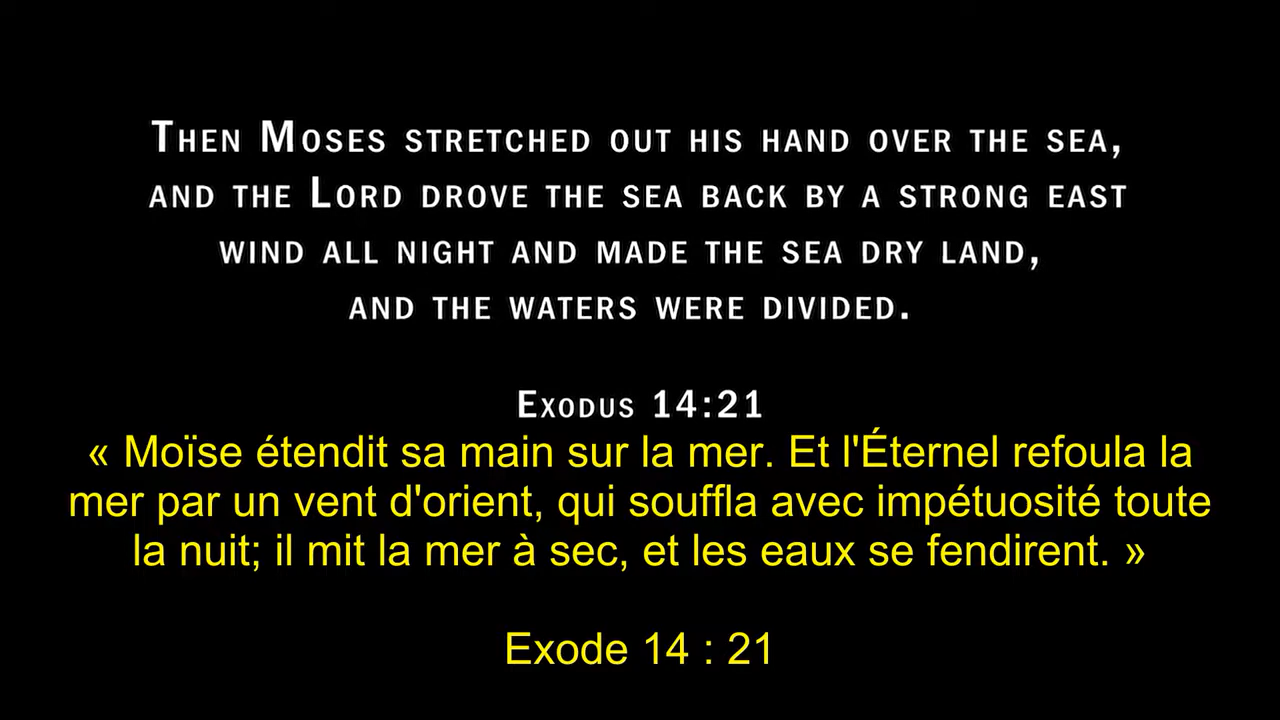 Then Moses stretched out his hand over the sea,
and the Lord drove the sea back by a strong east
wind all night and made the sea dry land,
and the waters were divided.
Exodus 14:21
« Moïse étendit sa main sur la mer. Et l'Éternel refoula la
mer par un vent d'orient, qui souffla avec impétuosité toute
la nuit; il mit la mer à sec, et les eaux se fendirent. »
Exode 14 : 21